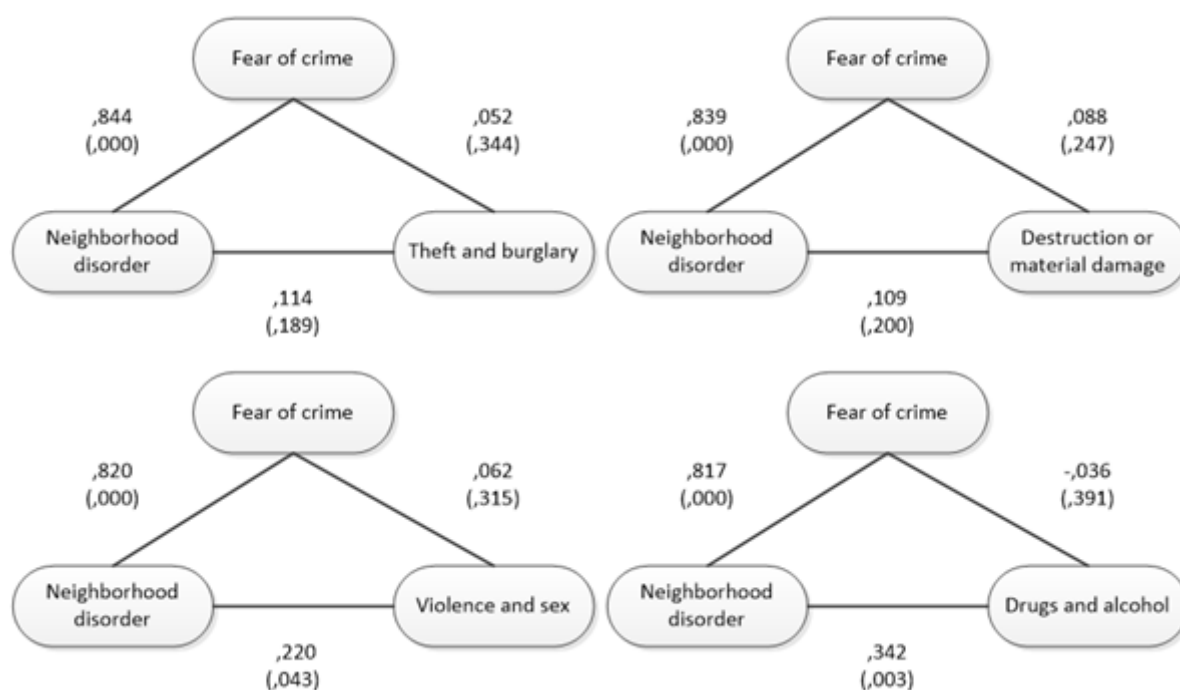 Fear of crime
,844
(,000)
,052
(,344)
Neighborhood
disorder
Theft and burglary
,114
(,189)
Fear of crime
,839
(,000)
,088
(,247)
Neighborhood
disorder
Destruction or
material damage
,109
(,200)
Fear of crime
,820
(,000)
,062
(,315)
Neighborhood
disorder
Violence and sex
,220
(,043)
Fear of crime
,817
(,000)
-,036
(,391)
Neighborhood
disorder
Drugs and alcohol
,342
(,003)